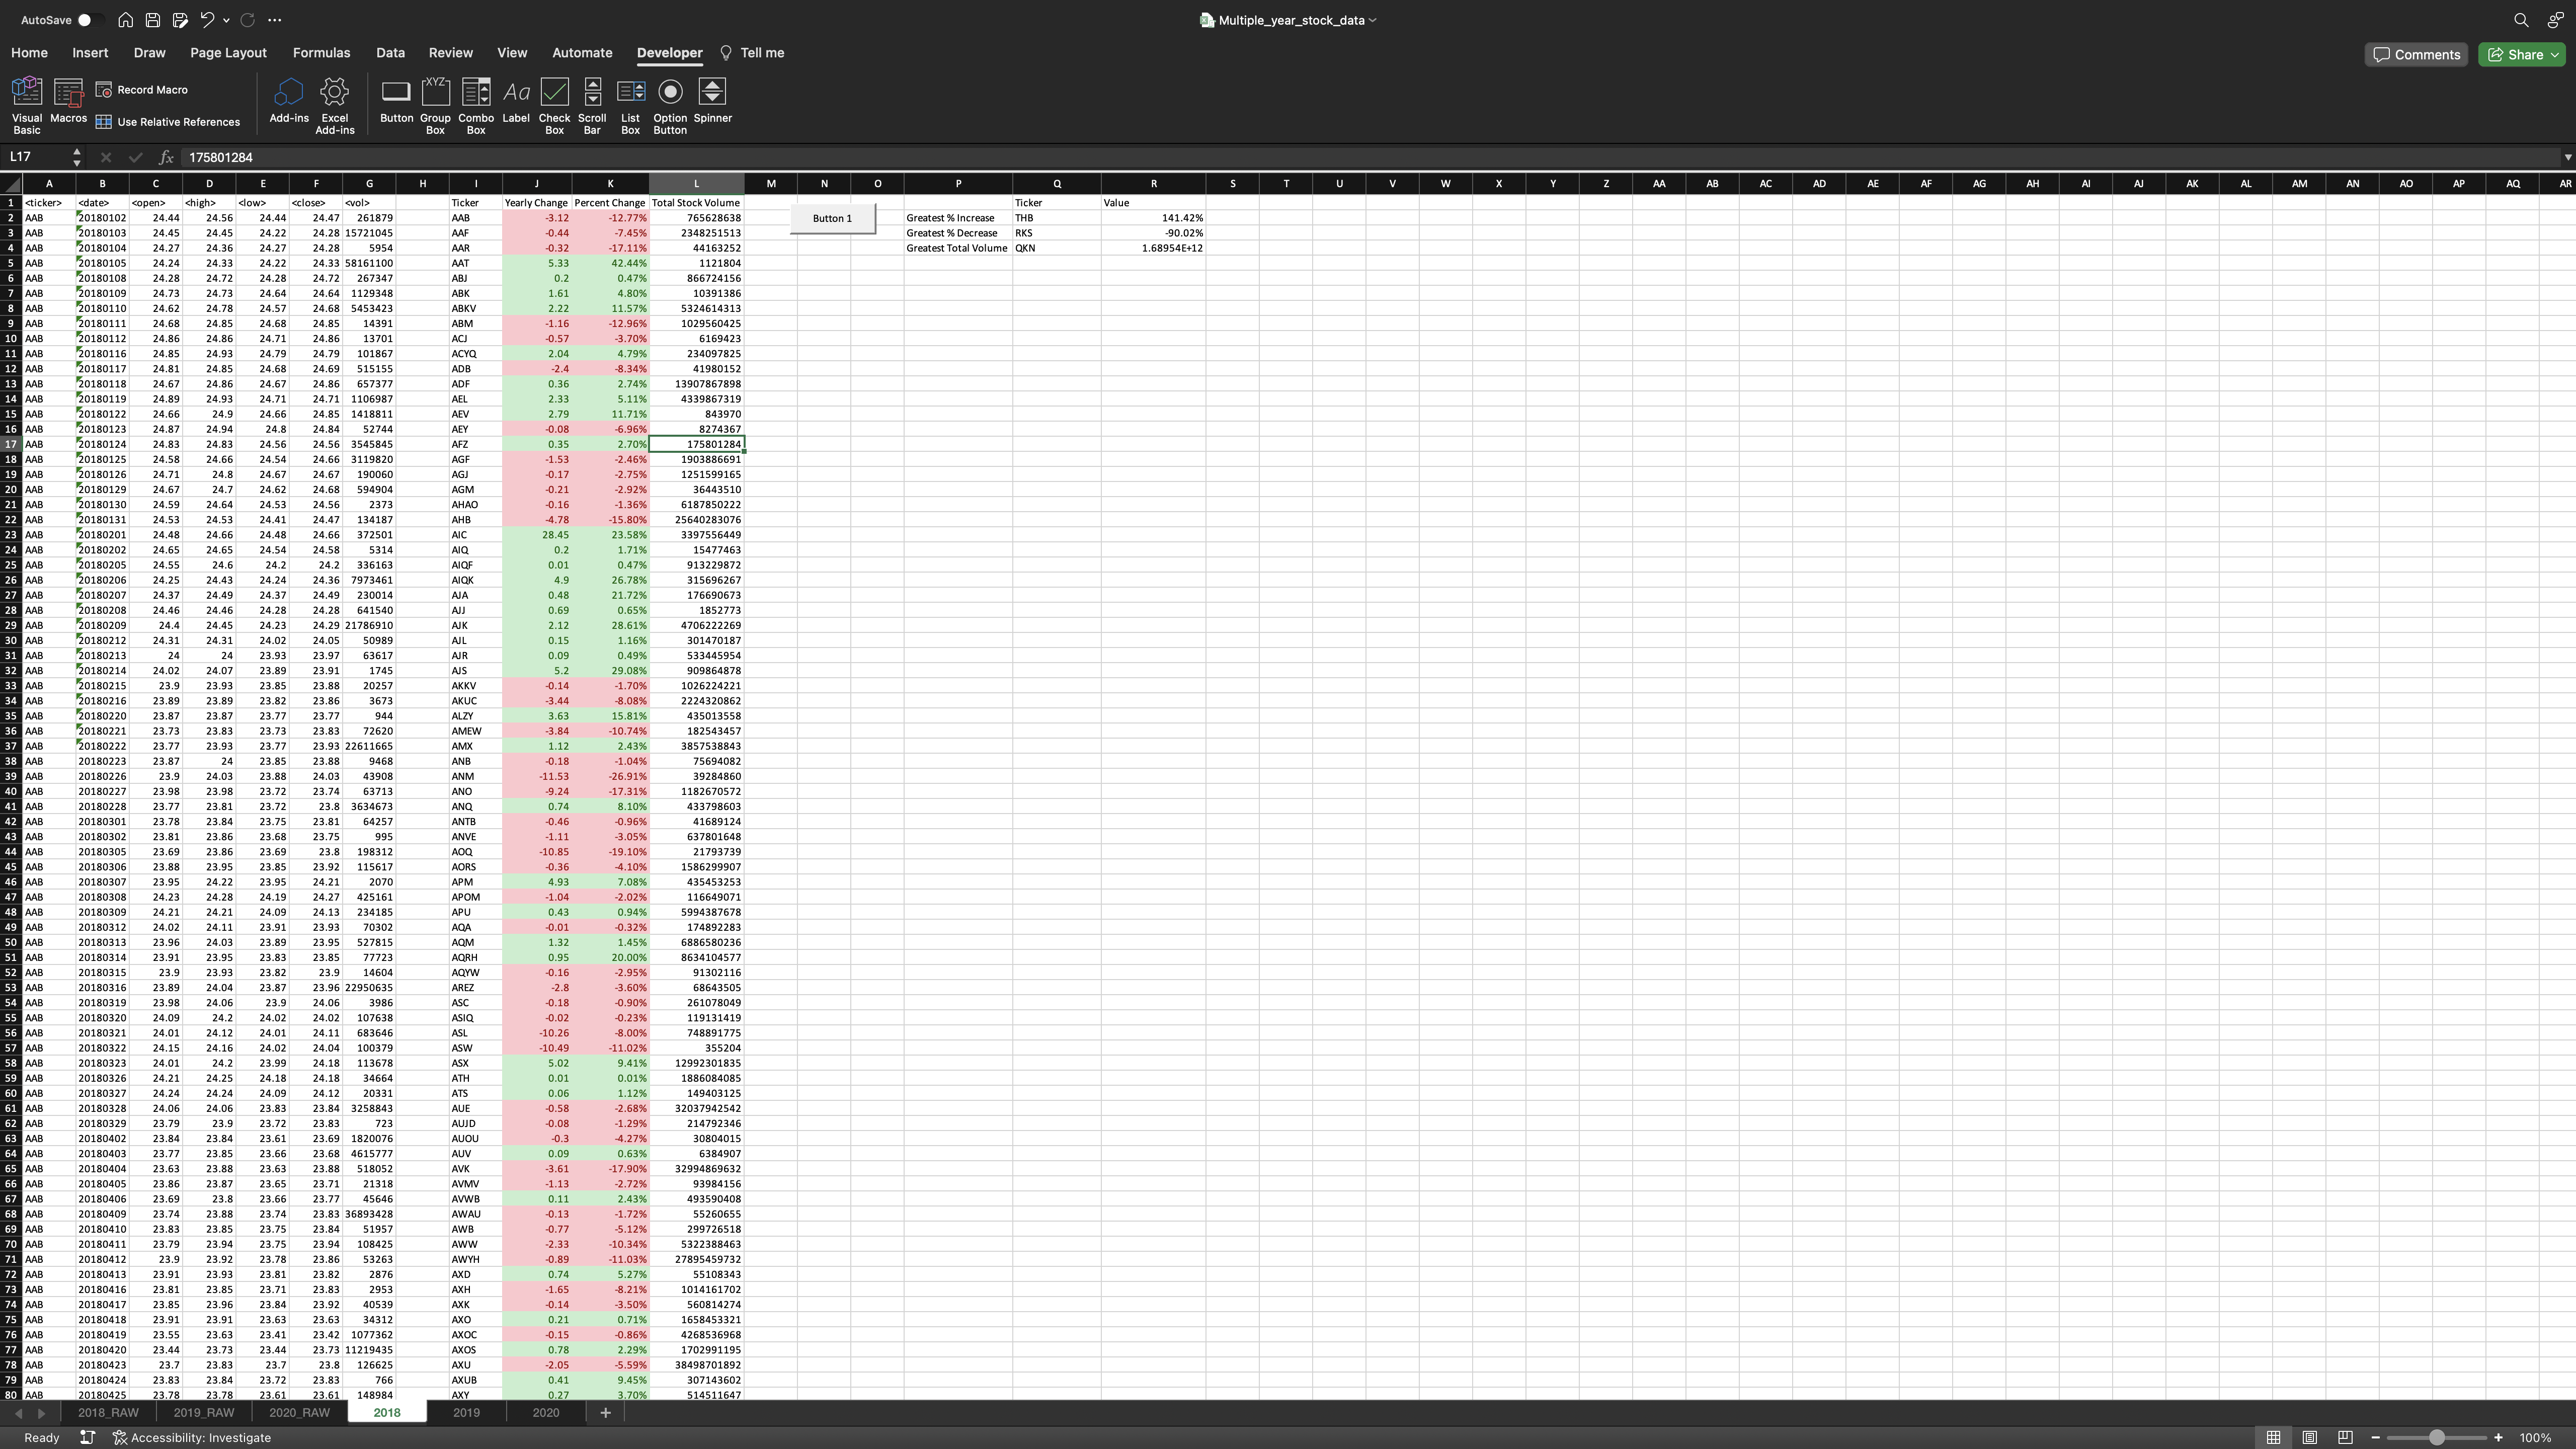 AutoSave
Multiple_year_stock_data
Home Insert Draw Page Layout Formulas Data Review View Automate Developer Tell me Comments Share
Visual Basic Macros Record Macro Use Relative References Add-ins Excel Add-ins Button Group Box Combo Box Label Check Box Scroll Bar List Box Option Button Spinner
L17 fx 175801284
A B C D E F G H I J K L M N O P Q R S T U V W X Y Z AA AB AC AD AE AF AG AH AI AJ AK AL AM AN AO AP AQ AR
1 <ticker> <date> <open> <high> <low> <close> <vol> Ticker Yearly Change Percent Change Total Stock Volume Ticker Value
2 AAB 20180102 24.44 24.56 24.44 24.47 261879 AAB -3.12 -12.77% 765628638 Button 1 Greatest % Increase THB 141.42%
3 AAB 20180103 24.45 24.45 24.22 24.28 15721045 AAF -0.44 -7.45% 2348251513 Greatest % Decrease RKS -90.02%
4 AAB 20180104 24.27 24.36 24.27 24.28 5954 AAR -0.32 -17.11% 44163252 Greatest Total Volume QKN 1.68954E+12
5 AAB 20180105 24.24 24.33 24.22 24.33 58161100 AAT 5.33 42.44% 1121804
6 AAB 20180108 24.28 24.72 24.28 24.72 267347 ABJ 0.2 0.47% 866724156
7 AAB 20180109 24.73 24.73 24.64 24.64 1129348 ABK 1.61 4.80% 10391386
8 AAB 20180110 24.62 24.78 24.57 24.68 5453423 ABKV 2.22 11.57% 5324614313
9 AAB 20180111 24.68 24.85 24.68 24.85 14391 ABM -1.16 -12.96% 1029560425
10 AAB 20180112 24.86 24.86 24.71 24.86 13701 ACJ -0.57 -3.70% 6169423
11 AAB 20180116 24.85 24.93 24.79 24.79 101867 ACYQ 2.04 4.79% 234097825
12 AAB 20180117 24.81 24.85 24.68 24.69 515155 ADB -2.4 -8.34% 41980152
13 AAB 20180118 24.67 24.86 24.67 24.86 657377 ADF 0.36 2.74% 13907867898
14 AAB 20180119 24.89 24.93 24.71 24.71 1106987 AEL 2.33 5.11% 4339867319
15 AAB 20180122 24.66 24.9 24.66 24.85 1418811 AEV 2.79 11.71% 843970
16 AAB 20180123 24.87 24.94 24.8 24.84 52744 AEY -0.08 -6.96% 8274367
17 AAB 20180124 24.83 24.83 24.56 24.56 3545845 AFZ 0.35 2.70% 175801284
18 AAB 20180125 24.58 24.66 24.54 24.66 3119820 AGF -1.53 -2.46% 1903886691
19 AAB 20180126 24.71 24.8 24.67 24.67 190060 AGJ -0.17 -2.75% 1251599165
20 AAB 20180129 24.67 24.7 24.62 24.68 594904 AGM -0.21 -2.92% 36443510
21 AAB 20180130 24.59 24.64 24.53 24.56 2373 AHAO -0.16 -1.36% 6187850222
22 AAB 20180131 24.53 24.53 24.41 24.47 134187 AHB -4.78 -15.80% 25640283076
23 AAB 20180201 24.48 24.66 24.48 24.66 372501 AIC 28.45 23.58% 3397556449
24 AAB 20180202 24.65 24.65 24.54 24.58 5314 AIQ 0.2 1.71% 15477463
25 AAB 20180205 24.55 24.6 24.2 24.2 336163 AIQF 0.01 0.47% 913229872
26 AAB 20180206 24.25 24.43 24.24 24.36 7973461 AIQK 4.9 26.78% 315696267
27 AAB 20180207 24.37 24.49 24.37 24.49 230014 AJA 0.48 21.72% 176690673
28 AAB 20180208 24.46 24.46 24.28 24.28 641540 AJJ 0.69 0.65% 1852773
29 AAB 20180209 24.4 24.45 24.23 24.29 21786910 AJK 2.12 28.61% 4706222269
30 AAB 20180212 24.31 24.31 24.02 24.05 50989 AJL 0.15 1.16% 301470187
31 AAB 20180213 24 24 23.93 23.97 63617 AJR 0.09 0.49% 533445954
32 AAB 20180214 24.02 24.07 23.89 23.91 1745 AJS 5.2 29.08% 909864878
33 AAB 20180215 23.9 23.93 23.85 23.88 20257 AKKV -0.14 -1.70% 1026224221
34 AAB 20180216 23.89 23.89 23.82 23.86 3673 AKUC -3.44 -8.08% 2224320862
35 AAB 20180220 23.87 23.87 23.77 23.77 944 ALZY 3.63 15.81% 435013558
36 AAB 20180221 23.73 23.83 23.73 23.83 72620 AMEW -3.84 -10.74% 182543457
37 AAB 20180222 23.77 23.93 23.77 23.93 22611665 AMX 1.12 2.43% 3857538843
38 AAB 20180223 23.87 24 23.85 23.88 9468 ANB -0.18 -1.04% 75694082
39 AAB 20180226 23.9 24.03 23.88 24.03 43908 ANM -11.53 -26.91% 39284860
40 AAB 20180227 23.98 23.98 23.72 23.74 63713 ANO -9.24 -17.31% 1182670572
41 AAB 20180228 23.77 23.81 23.72 23.8 3634673 ANQ 0.74 8.10% 433798603
42 AAB 20180301 23.78 23.84 23.75 23.81 64257 ANTB -0.46 -0.96% 41689124
43 AAB 20180302 23.81 23.86 23.68 23.75 995 ANVE -1.11 -3.05% 637801648
44 AAB 20180305 23.69 23.86 23.69 23.8 198312 AOQ -10.85 -19.10% 21793739
45 AAB 20180306 23.88 23.95 23.85 23.92 115617 AORS -0.36 -4.10% 1586299907
46 AAB 20180307 23.95 24.22 23.95 24.21 2070 APM 4.93 7.08% 435453253
47 AAB 20180308 24.23 24.28 24.19 24.27 425161 APOM -1.04 -2.02% 116649071
48 AAB 20180309 24.21 24.21 24.09 24.13 234185 APU 0.43 0.94% 5994387678
49 AAB 20180312 24.02 24.11 23.91 23.93 70302 AQA -0.01 -0.32% 174892283
50 AAB 20180313 23.96 24.03 23.89 23.95 527815 AQM 1.32 1.45% 6886580236
51 AAB 20180314 23.91 23.95 23.83 23.85 77723 AQRH 0.95 20.00% 8634104577
52 AAB 20180315 23.9 23.93 23.82 23.9 14604 AQYW -0.16 -2.95% 91302116
53 AAB 20180316 23.89 24.04 23.87 23.96 22950635 AREZ -2.8 -3.60% 68643505
54 AAB 20180319 23.98 24.06 23.9 24.06 3986 ASC -0.18 -0.90% 261078049
55 AAB 20180320 24.09 24.2 24.02 24.02 107638 ASIQ -0.02 -0.23% 119131419
56 AAB 20180321 24.01 24.12 24.01 24.11 683646 ASL -10.26 -8.00% 748891775
57 AAB 20180322 24.15 24.16 24.02 24.04 100379 ASW -10.49 -11.02% 355204
58 AAB 20180323 24.01 24.2 23.99 24.18 113678 ASX 5.02 9.41% 12992301835
59 AAB 20180326 24.21 24.25 24.18 24.18 34664 ATH 0.01 0.01% 1886084085
60 AAB 20180327 24.24 24.24 24.09 24.12 20331 ATS 0.06 1.12% 149403125
61 AAB 20180328 24.06 24.06 23.83 23.84 3258843 AUE -0.58 -2.68% 32037942542
62 AAB 20180329 23.79 23.9 23.72 23.83 723 AUJD -0.08 -1.29% 214792346
63 AAB 20180402 23.84 23.84 23.61 23.69 1820076 AUOU -0.3 -4.27% 30804015
64 AAB 20180403 23.77 23.85 23.66 23.68 4615777 AUV 0.09 0.63% 6384907
65 AAB 20180404 23.63 23.88 23.63 23.88 518052 AVK -3.61 -17.90% 32994869632
66 AAB 20180405 23.86 23.87 23.65 23.71 21318 AVMV -1.13 -2.72% 93984156
67 AAB 20180406 23.69 23.8 23.66 23.77 45646 AVWB 0.11 2.43% 493590408
68 AAB 20180409 23.74 23.88 23.74 23.83 36893428 AWAU -0.13 -1.72% 55260655
69 AAB 20180410 23.83 23.85 23.75 23.84 51957 AWB -0.77 -5.12% 299726518
70 AAB 20180411 23.79 23.94 23.75 23.94 108425 AWW -2.33 -10.34% 5322388463
71 AAB 20180412 23.9 23.92 23.78 23.86 53263 AWYH -0.89 -11.03% 27895459732
72 AAB 20180413 23.91 23.93 23.81 23.82 2876 AXD 0.74 5.27% 55108343
73 AAB 20180416 23.81 23.85 23.71 23.83 2953 AXH -1.65 -8.21% 1014161702
74 AAB 20180417 23.85 23.96 23.84 23.92 40539 AXK -0.14 -3.50% 560814274
75 AAB 20180418 23.91 23.91 23.63 23.63 34312 AXO 0.21 0.71% 1658453321
76 AAB 20180419 23.55 23.63 23.41 23.42 1077362 AXOC -0.15 -0.86% 4268536968
77 AAB 20180420 23.44 23.73 23.44 23.73 11219435 AXOS 0.78 2.29% 1702991195
78 AAB 20180423 23.7 23.83 23.7 23.8 126625 AXU -2.05 -5.59% 38498701892
79 AAB 20180424 23.83 23.84 23.72 23.83 766 AXUB 0.41 9.45% 307143602
80 AAB 20180425 23.78 23.78 23.61 23.61 148984 AXY 0.27 3.70% 514511647
2018_RAW 2019_RAW 2020_RAW 2018 2019 2020 +
Ready Accessibility: Investigate 100%